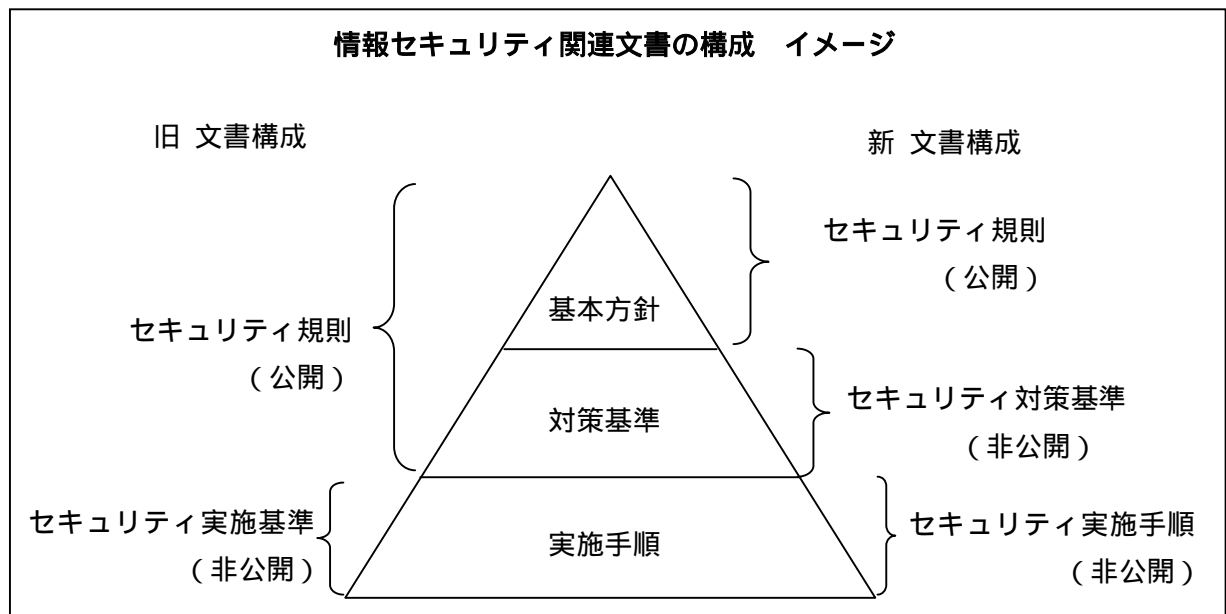 情報セキュリティ関連文書の構成　イメージ
旧 文書構成
新 文書構成
セキュリティ規則
（公開）
基本方針
セキュリティ規則
（公開）
対策基準
セキュリティ対策基準
（非公開）
セキュリティ実施基準
（非公開）
実施手順
セキュリティ実施手順
（非公開）